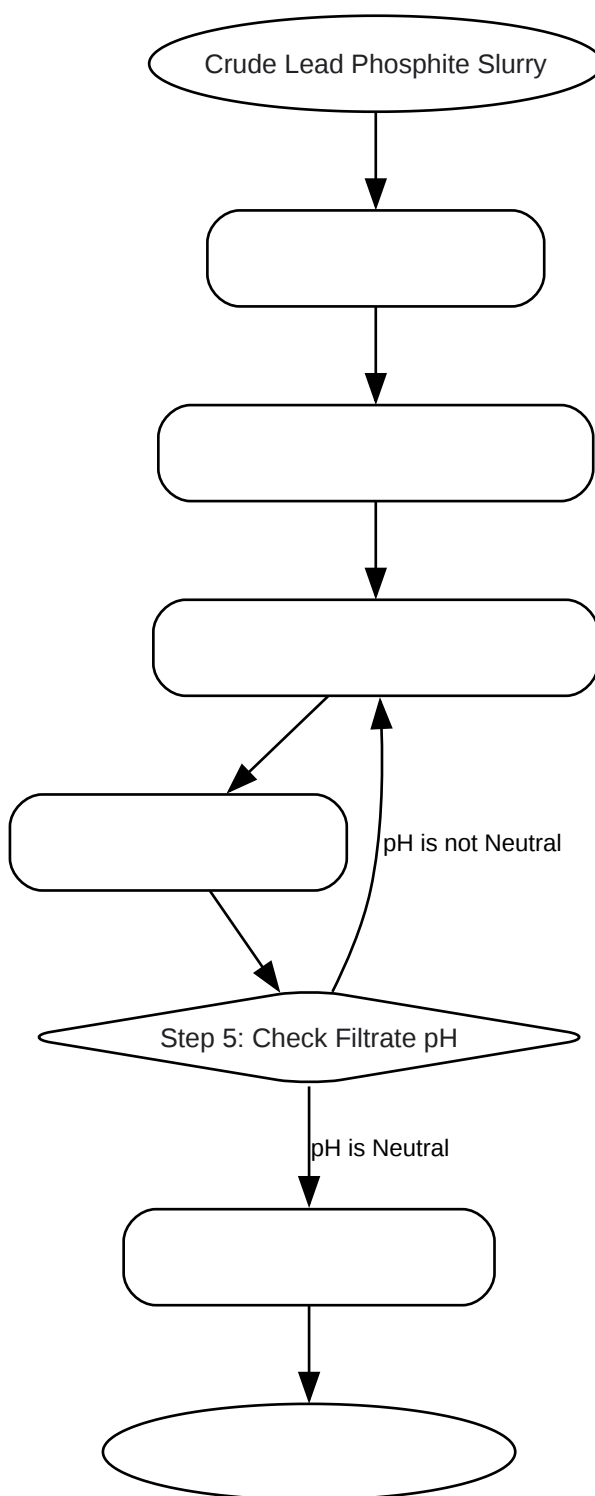 Crude Lead Phosphite Slurry
pH is not Neutral
Step 5: Check Filtrate pH
pH is Neutral